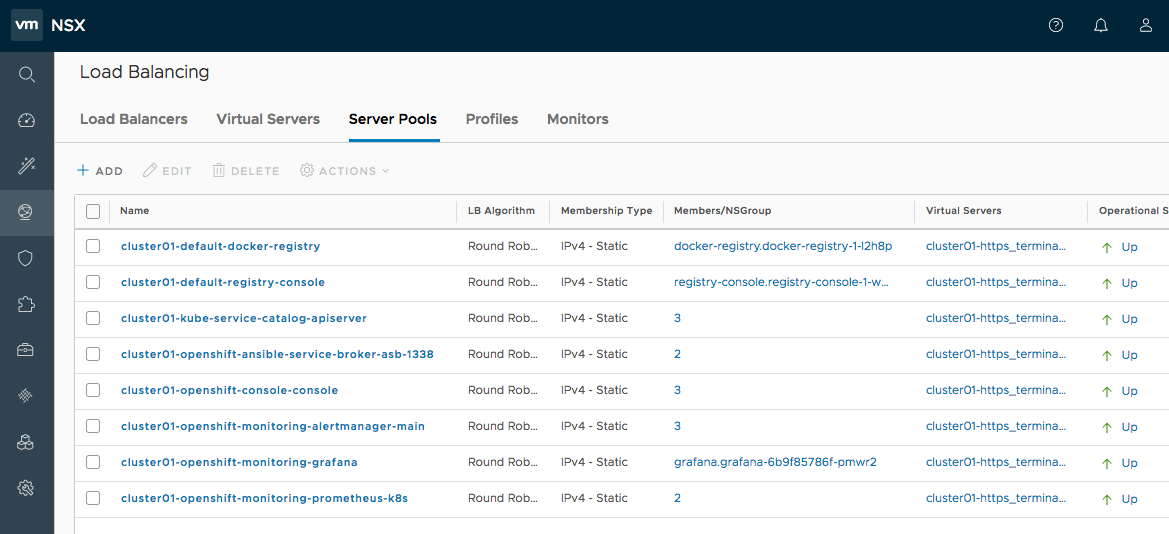 vm NSX
Load Balancing
Load Balancers Virtual Servers Server Pools Profiles Monitors
ADD EDIT DELETE ACTIONS
Name LB Algorithm Membership Type Members/NSGroup Virtual Servers Operational S
cluster01-default-docker-registry Round Rob... IPv4 - Static docker-registry.docker-registry-1-l2h8p cluster01-https_termina... Up
cluster01-default-registry-console Round Rob... IPv4 - Static registry-console.registry-console-1-w... cluster01-https_termina... Up
cluster01-kube-service-catalog-apiserver Round Rob... IPv4 - Static 3 cluster01-https_termina... Up
cluster01-openshift-ansible-service-broker-asb-1338 Round Rob... IPv4 - Static 2 cluster01-https_termina... Up
cluster01-openshift-console-console Round Rob... IPv4 - Static 3 cluster01-https_termina... Up
cluster01-openshift-monitoring-alertmanager-main Round Rob... IPv4 - Static 3 cluster01-https_termina... Up
cluster01-openshift-monitoring-grafana Round Rob... IPv4 - Static grafana.grafana-6b9f85786f-pmwr2 cluster01-https_termina... Up
cluster01-openshift-monitoring-prometheus-k8s Round Rob... IPv4 - Static 2 cluster01-https_termina... Up